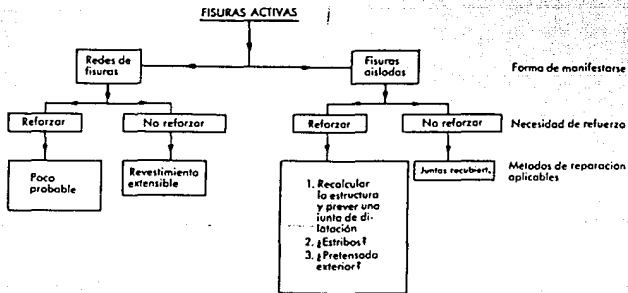 FISURAS ACTIVAS
Redes de
fisuras
Fisuras
aisladas
Forma de manifestarse
Reforzar
No reforzar
Reforzar
No reforzar
Necesidad de refuerzo
Poco
probable
Revestimiento
extensible
1. Recalcular
la estructura
y prever una
junta de di-
latación
2. ¿Estribos?
3. ¿Pretensado
exterior?
Juntas recubiert.
Métodos de reparación
aplicables